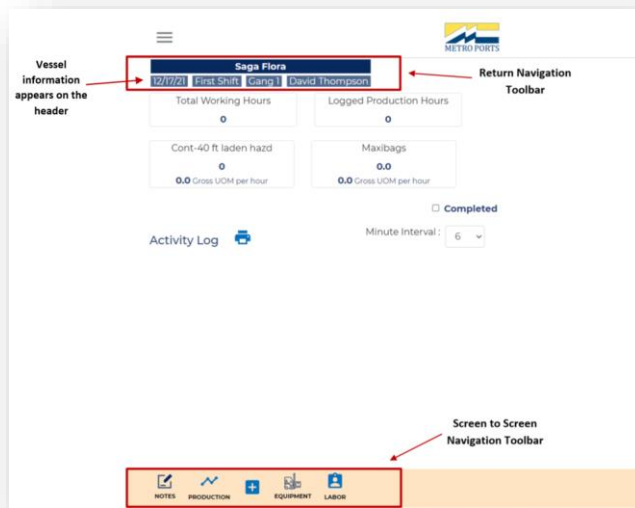 METRO PORTS
Vessel
information
appears on the
header
Saga Flora
12/17/21 First Shift Gang 1 David Thompson
Return Navigation
Toolbar
Total Working Hours
0
Logged Production Hours
0
Cont-40 ft laden hazd
0
0.0 Gross UOM per hour
Maxibags
0.0
0.0 Gross UOM per hour
Completed
Activity Log
Minute Interval : 6
Screen to Screen
Navigation Toolbar
NOTES PRODUCTION EQUIPMENT LABOR